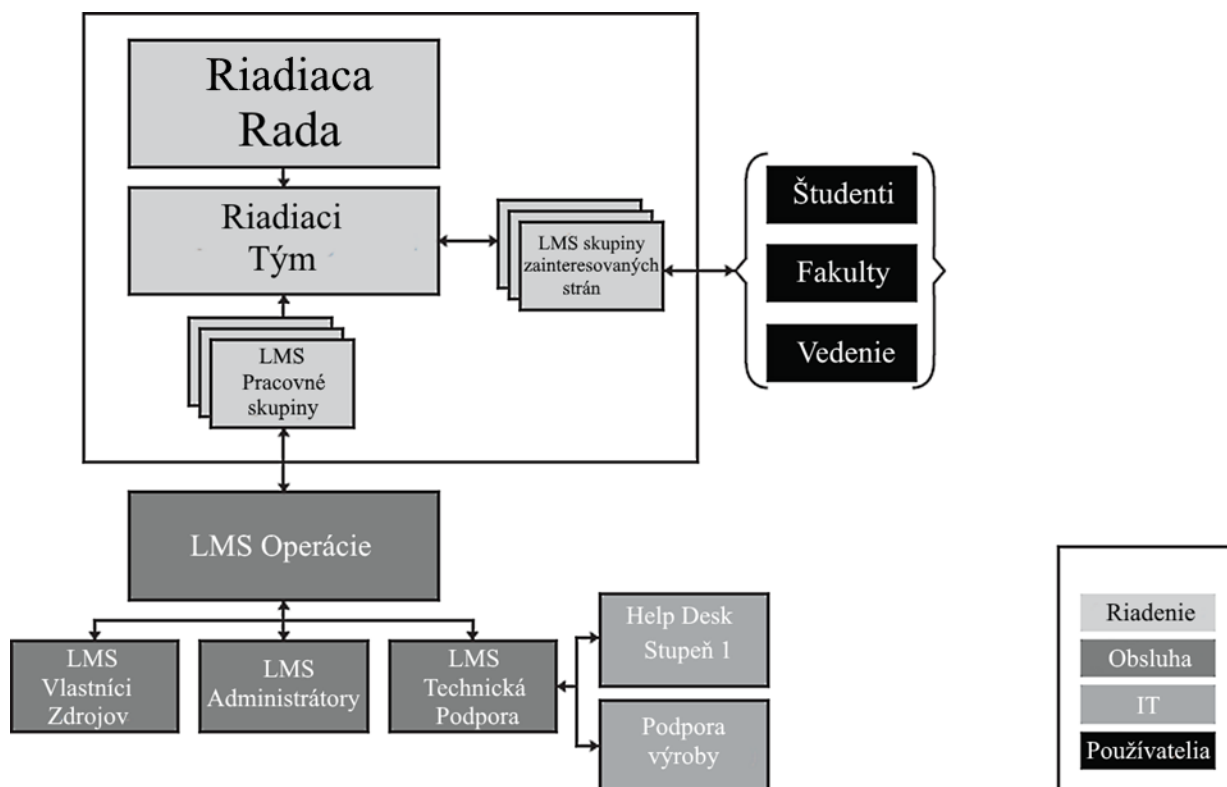 Riadiaca
Rada
Riadiaci
Tým
LMS skupiny
zainteresovaných
strán
Študenti
Fakulty
Vedenie
LMS
Pracovné
skupiny
LMS Operácie
LMS
Vlastníci
Zdrojov
LMS
Administrátory
LMS
Technická
Podpora
Help Desk
Stupeň 1
Podpora
výroby
Riadenie
Obsluha
IT
Používatelia